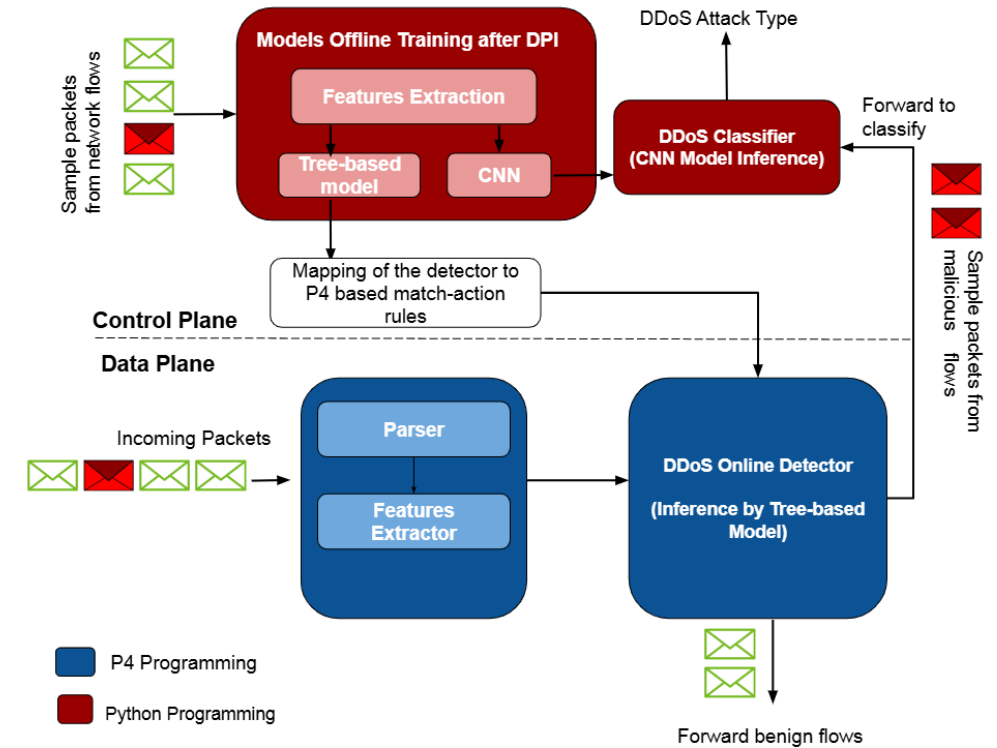 DDoS Attack Type
Models Offline Training after DPI
Features Extraction
Tree-based
model
CNN
Sample packets
from network flows
DDoS Classifier
(CNN Model Inference)
Forward to
classify
Sample packets from
malicious flows
Mapping of the detector to
P4 based match-action
rules
Control Plane
Data Plane
Incoming Packets
Parser
Features
Extractor
DDoS Online Detector
(Inference by Tree-based
Model)
P4 Programming
Python Programming
Forward benign flows